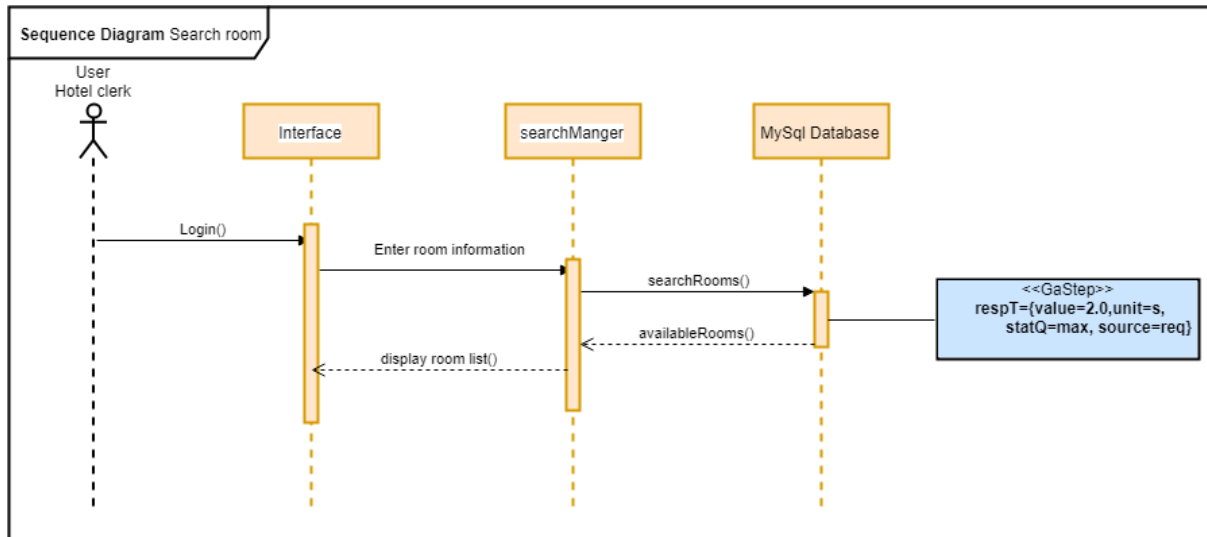 Sequence Diagram Search room
User
Hotel clerk
Interface
searchManger
MySql Database
Login()
Enter room information
searchRooms()
<<GaStep>>
respT={value=2.0,unit=s,
statQ=max, source=req}
availableRooms()
display room list()